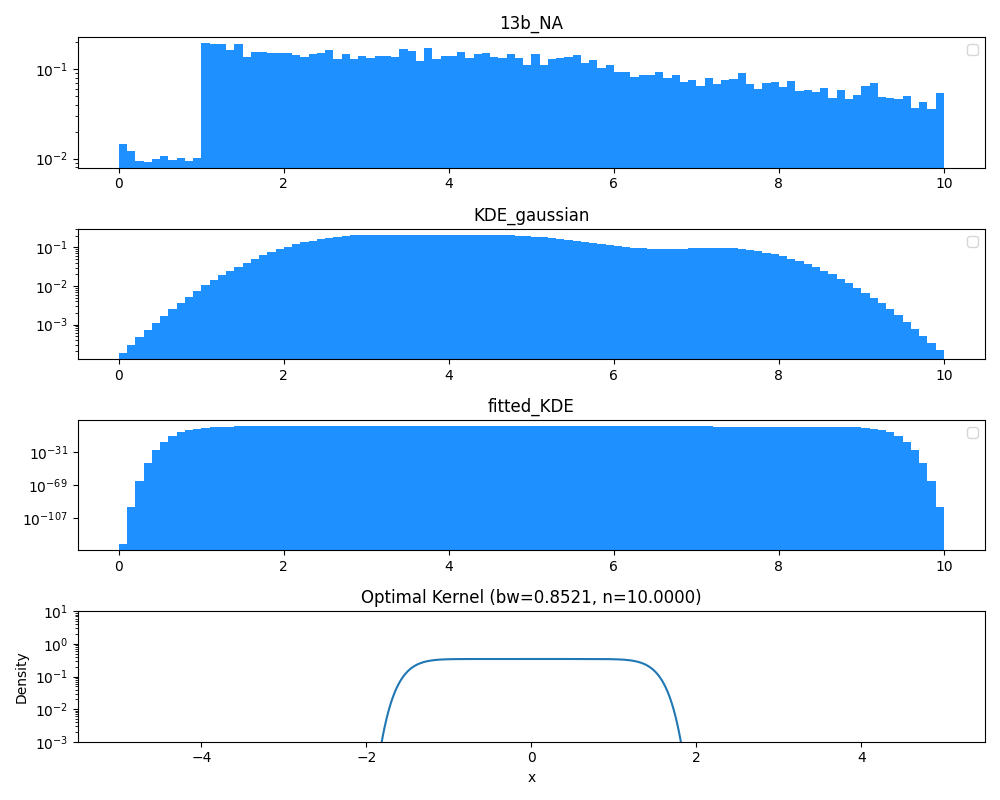 13b_NA
10⁻¹
10⁻²
0 2 4 6 8 10
KDE_gaussian
10⁻¹
10⁻²
10⁻³
0 2 4 6 8 10
fitted_KDE
10⁻³¹
10⁻⁶⁹
10⁻¹⁰⁷
0 2 4 6 8 10
Optimal Kernel (bw=0.8521, n=10.0000)
10¹
10⁰
10⁻¹
10⁻²
10⁻³
Density
−4 −2 0 2 4
x